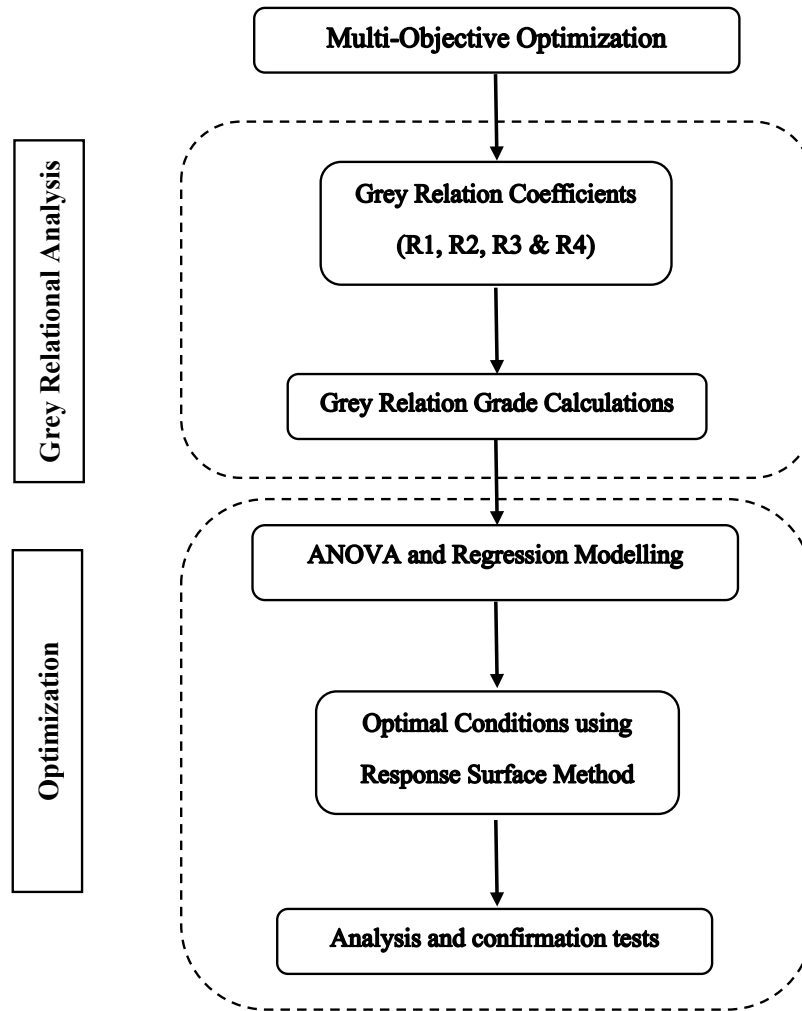 Multi-Objective Optimization
Grey Relational Analysis
Grey Relation Coefficients
(R1, R2, R3 & R4)
Grey Relation Grade Calculations
Optimization
ANOVA and Regression Modelling
Optimal Conditions using
Response Surface Method
Analysis and confirmation tests